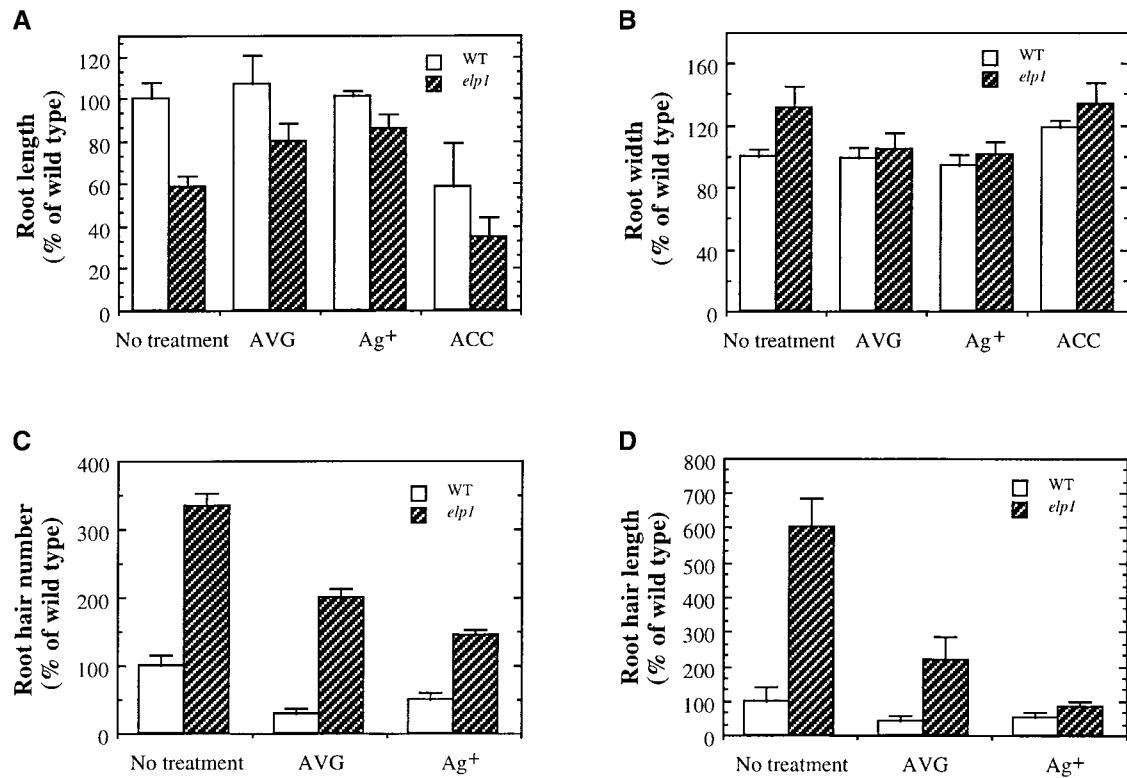 A
Root length
(% of wild type)
120
100
80
60
40
20
0
WT
elp1
No treatment AVG Ag+ ACC
B
Root width
(% of wild type)
160
120
80
40
0
WT
elp1
No treatment AVG Ag+ ACC
C
Root hair number
(% of wild type)
400
300
200
100
0
WT
elp1
No treatment AVG Ag+
D
Root hair length
(% of wild type)
800
700
600
500
400
300
200
100
0
WT
elp1
No treatment AVG Ag+